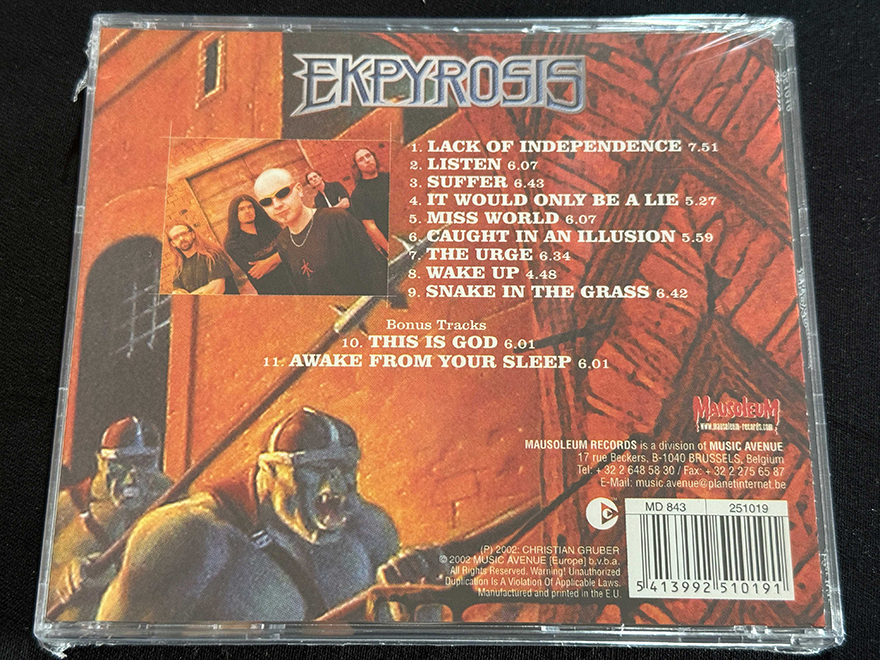 EKPYROSIS
1. LACK OF INDEPENDENCE 7.51
2. LISTEN 6.07
3. SUFFER 6.43
4. IT WOULD ONLY BE A LIE 5.27
5. MISS WORLD 6.07
6. CAUGHT IN AN ILLUSION 5.59
7. THE URGE 6.34
8. WAKE UP 4.48
9. SNAKE IN THE GRASS 6.42
Bonus Tracks
10. THIS IS GOD 6.01
11. AWAKE FROM YOUR SLEEP 6.01
MAUSOLEUM
www.mausoleum-records.com
MAUSOLEUM RECORDS is a division of MUSIC AVENUE
17 rue Beckers, B-1040 BRUSSELS, Belgium
Tel: + 32 2 648 58 30 / Fax: + 32 2 275 65 87
E-Mail: music.avenue@planetinternet.be
MD 843 251019
(P) 2002: CHRISTIAN GRUBER
© 2002 MUSIC AVENUE [Europe] b.v.b.a.
All Rights Reserved. Warning! Unauthorized
Duplication Is A Violation Of Applicable Laws.
Manufactured and printed in the E.U.
5 413992 510191